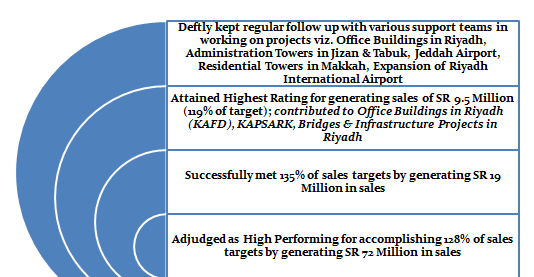 Deftly kept regular follow up with various support teams in
working on projects viz. Office Buildings in Riyadh,
Administration Towers in Jizan & Tabuk, Jeddah Airport,
Residential Towers in Makkah, Expansion of Riyadh
International Airport
Attained Highest Rating for generating sales of SR 9.5 Million
(119% of target); contributed to Office Buildings in Riyadh
(KAFD), KAPSARK, Bridges & Infrastructure Projects in
Riyadh
Successfully met 135% of sales targets by generating SR 19
Million in sales
Adjudged as High Performing for accomplishing 128% of sales
targets by generating SR 72 Million in sales